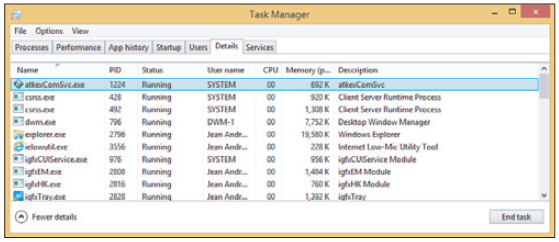 Task Manager
File Options View
Processes Performance App history Startup Users Details Services
Name PID Status User name CPU Memory (p... Description
atkexComSvc.exe 1224 Running SYSTEM 00 692 K atkexComSvc
csrss.exe 428 Running SYSTEM 00 920 K Client Server Runtime Process
csrss.exe 492 Running SYSTEM 00 1,308 K Client Server Runtime Process
dwm.exe 796 Running DWM-1 00 7,752 K Desktop Window Manager
explorer.exe 2796 Running Jean Andr... 00 19,580 K Windows Explorer
ielowutil.exe 3556 Running Jean Andr... 00 228 K Internet Low-Mic Utility Tool
igfxCUIService.exe 976 Running SYSTEM 00 956 K igfxCUIService Module
igfxEM.exe 2808 Running Jean Andr... 00 1,404 K igfxEM Module
igfxHK.exe 2816 Running Jean Andr... 00 760 K igfxHK Module
igfxTray.exe 2828 Running Jean Andr... 00 1,392 K igfxTray
Fewer details End task